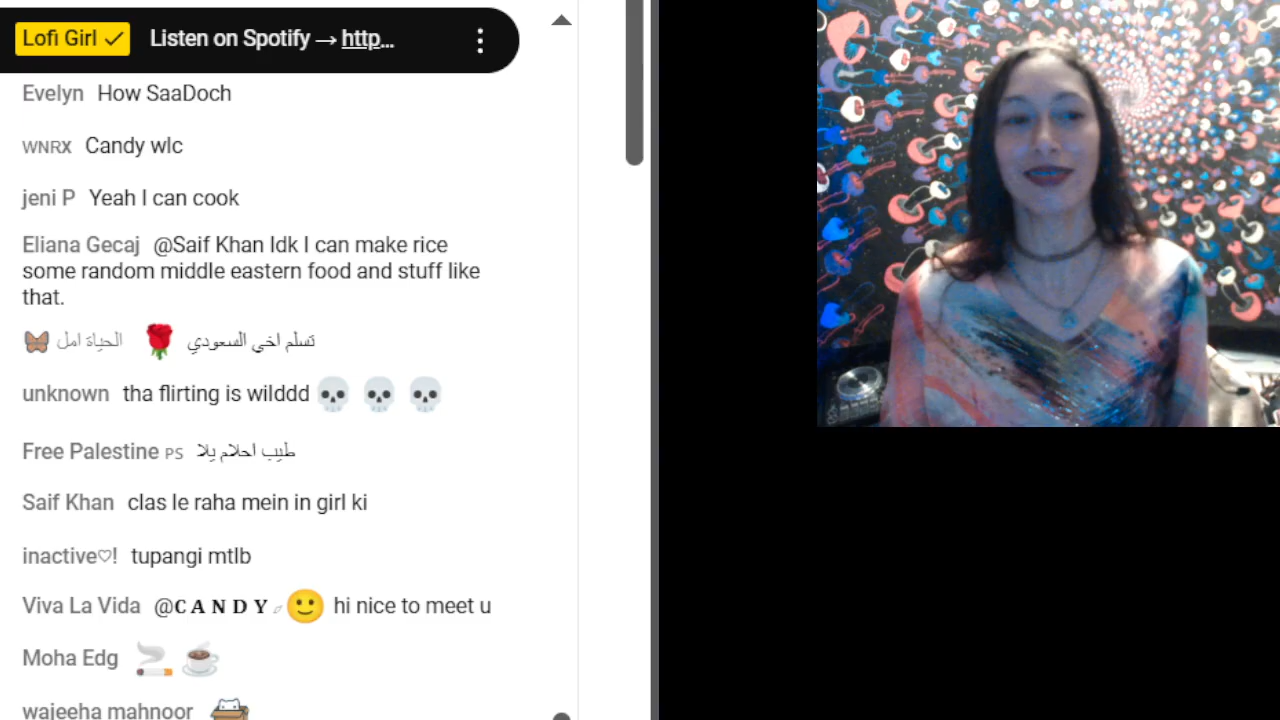 Lofi Girl Listen on Spotify → http...
Evelyn How SaaDoch
WNRX Candy wlc
jeni P Yeah I can cook
Eliana Gecaj @Saif Khan Idk I can make rice
some random middle eastern food and stuff like
that.
الحياة امل 🌹 تسلم اخي السعودي
unknown tha flirting is wilddd 💀 💀 💀
Free Palestine PS طيب احلام يلا
Saif Khan clas le raha mein in girl ki
inactive♡! tupangi mtlb
Viva La Vida @𝐂 𝐀 𝐍 𝐃 𝐘 🙂 hi nice to meet u
Moha Edg 🚬 ☕
wajeeha mahnoor